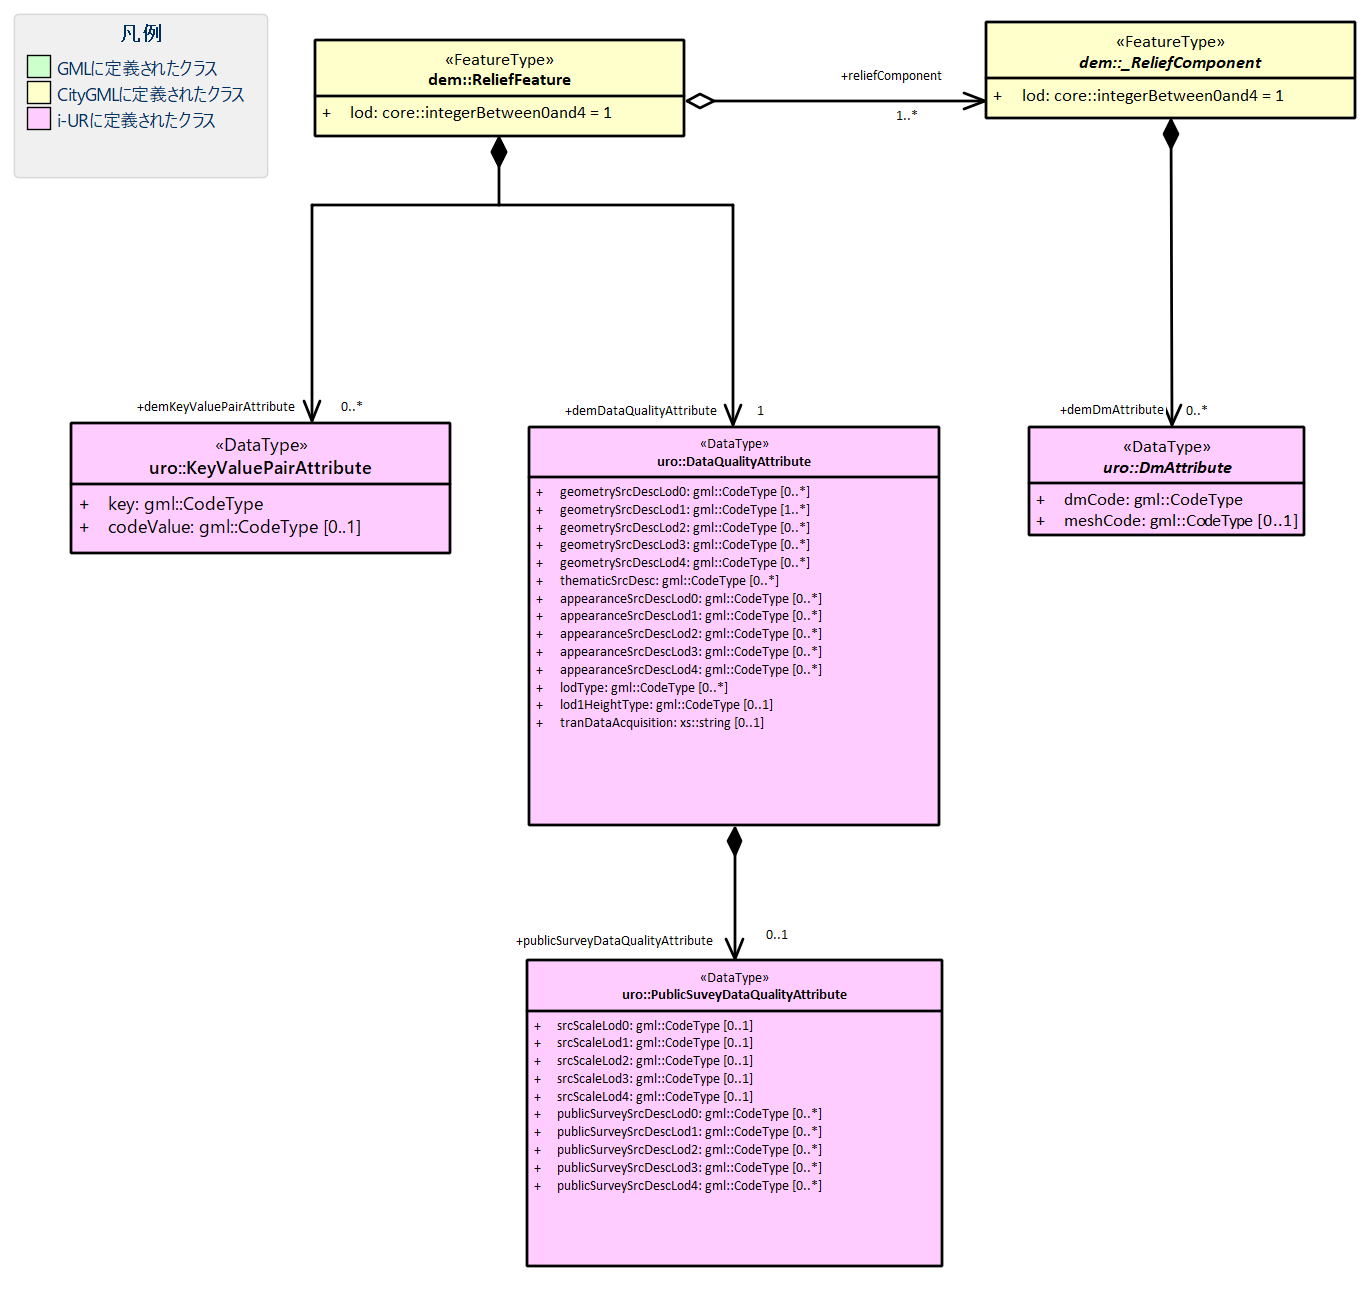 凡例
GMLに定義されたクラス
CityGMLに定義されたクラス
i-URに定義されたクラス
«FeatureType»
dem::ReliefFeature
+ lod: core::integerBetween0and4 = 1
+reliefComponent
1..*
«FeatureType»
dem::_ReliefComponent
+ lod: core::integerBetween0and4 = 1
+demKeyValuePairAttribute
0..*
+demDataQualityAttribute
1
+demDmAttribute
0..*
«DataType»
uro::KeyValuePairAttribute
+ key: gml::CodeType
+ codeValue: gml::CodeType [0..1]
«DataType»
uro::DataQualityAttribute
+ geometrySrcDescLod0: gml::CodeType [0..*]
+ geometrySrcDescLod1: gml::CodeType [1..*]
+ geometrySrcDescLod2: gml::CodeType [0..*]
+ geometrySrcDescLod3: gml::CodeType [0..*]
+ geometrySrcDescLod4: gml::CodeType [0..*]
+ thematicSrcDesc: gml::CodeType [0..*]
+ appearanceSrcDescLod0: gml::CodeType [0..*]
+ appearanceSrcDescLod1: gml::CodeType [0..*]
+ appearanceSrcDescLod2: gml::CodeType [0..*]
+ appearanceSrcDescLod3: gml::CodeType [0..*]
+ appearanceSrcDescLod4: gml::CodeType [0..*]
+ lodType: gml::CodeType [0..*]
+ lod1HeightType: gml::CodeType [0..1]
+ tranDataAcquisition: xs::string [0..1]
«DataType»
uro::DmAttribute
+ dmCode: gml::CodeType
+ meshCode: gml::CodeType [0..1]
+publicSurveyDataQualityAttribute
0..1
«DataType»
uro::PublicSuveyDataQualityAttribute
+ srcScaleLod0: gml::CodeType [0..1]
+ srcScaleLod1: gml::CodeType [0..1]
+ srcScaleLod2: gml::CodeType [0..1]
+ srcScaleLod3: gml::CodeType [0..1]
+ srcScaleLod4: gml::CodeType [0..1]
+ publicSurveySrcDescLod0: gml::CodeType [0..*]
+ publicSurveySrcDescLod1: gml::CodeType [0..*]
+ publicSurveySrcDescLod2: gml::CodeType [0..*]
+ publicSurveySrcDescLod3: gml::CodeType [0..*]
+ publicSurveySrcDescLod4: gml::CodeType [0..*]